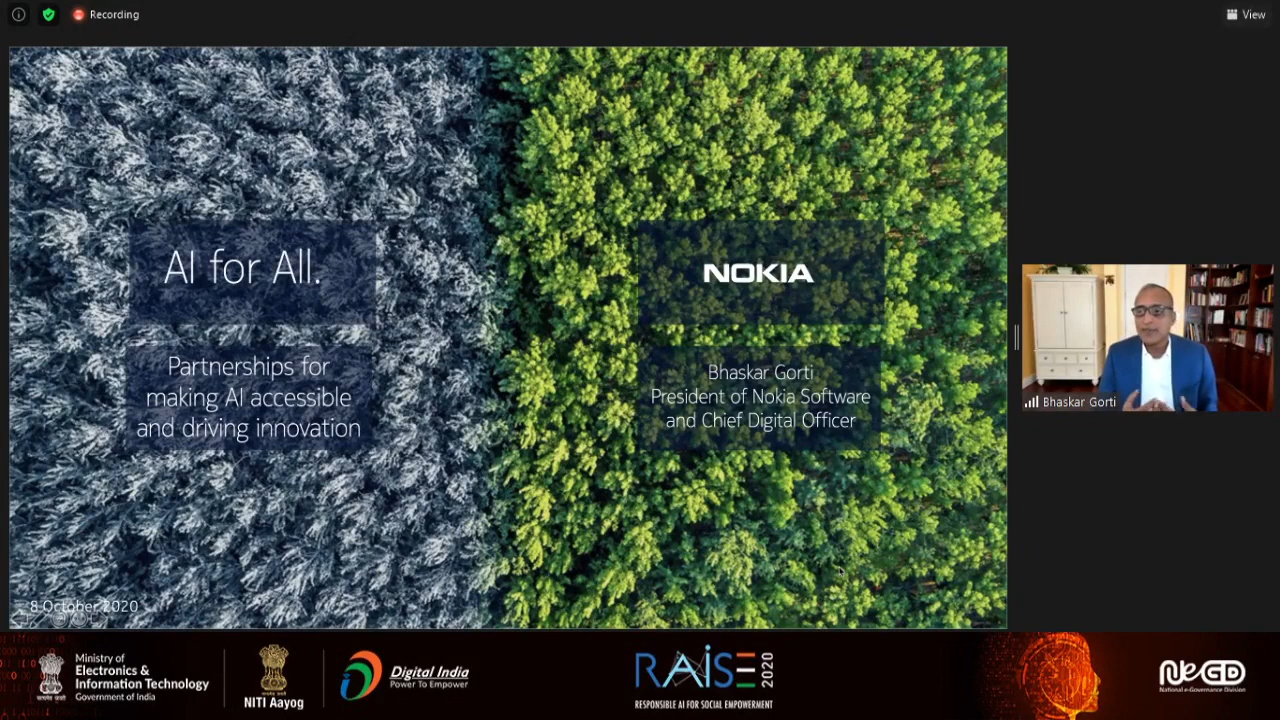 Recording
View
AI for All.
NOKIA
Partnerships for
making AI accessible
and driving innovation
Bhaskar Gorti
President of Nokia Software
and Chief Digital Officer
Bhaskar Gorti
8 October 2020
Ministry of
Electronics &
Information Technology
Government of India
NITI Aayog
Digital India
Power To Empower
RAISE 2020
RESPONSIBLE AI FOR SOCIAL EMPOWERMENT
NeGD
National e-Governance Division